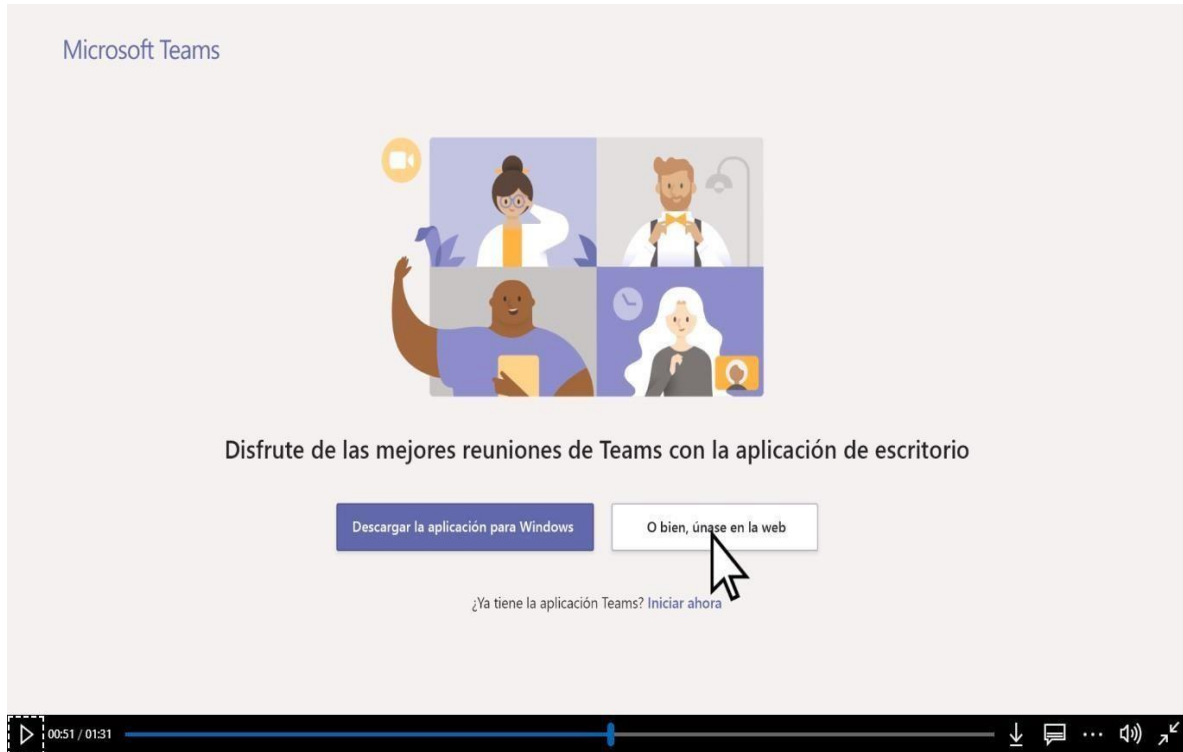 Microsoft Teams
Disfrute de las mejores reuniones de Teams con la aplicación de escritorio
Descargar la aplicación para Windows
O bien, únase en la web
¿Ya tiene la aplicación Teams? Iniciar ahora
00:51 / 01:31